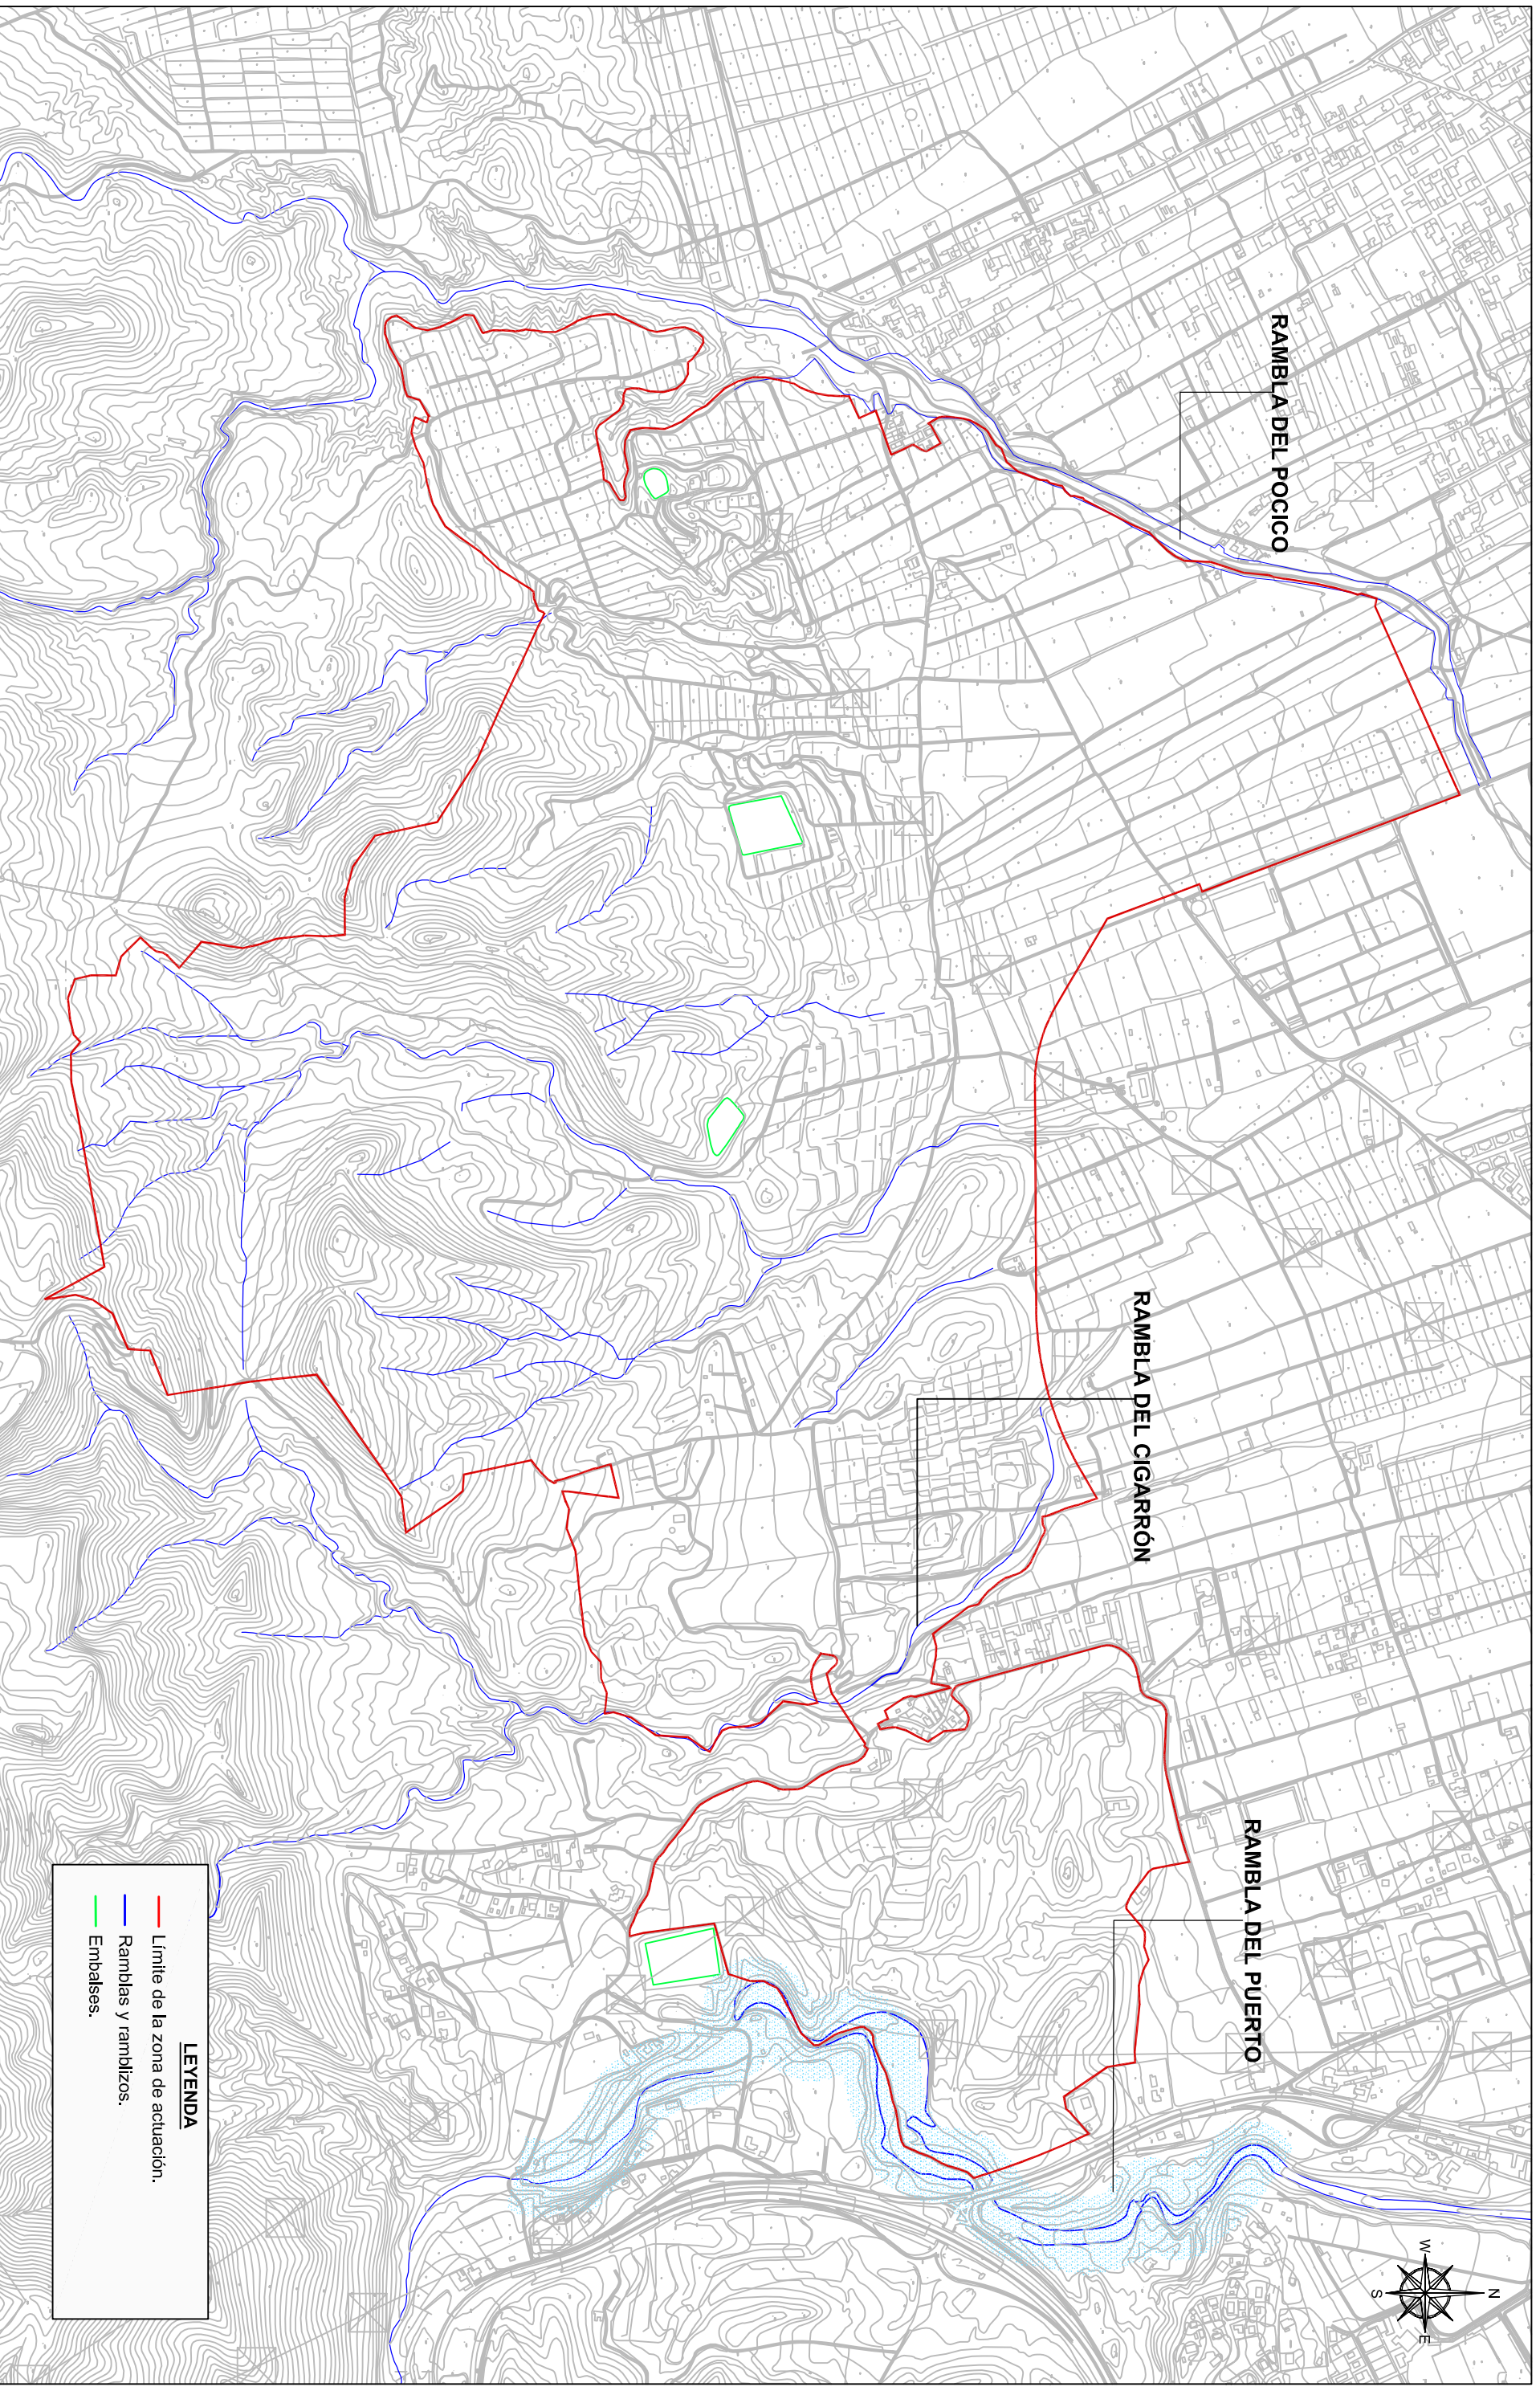 RAMBLA DEL POCICO
RAMBLA DEL CIGARRÓN
RAMBLA DEL PUERTO
N
W
E
S
LEYENDA
Límite de la zona de actuación.
Ramblas y ramblizos.
Embalses.